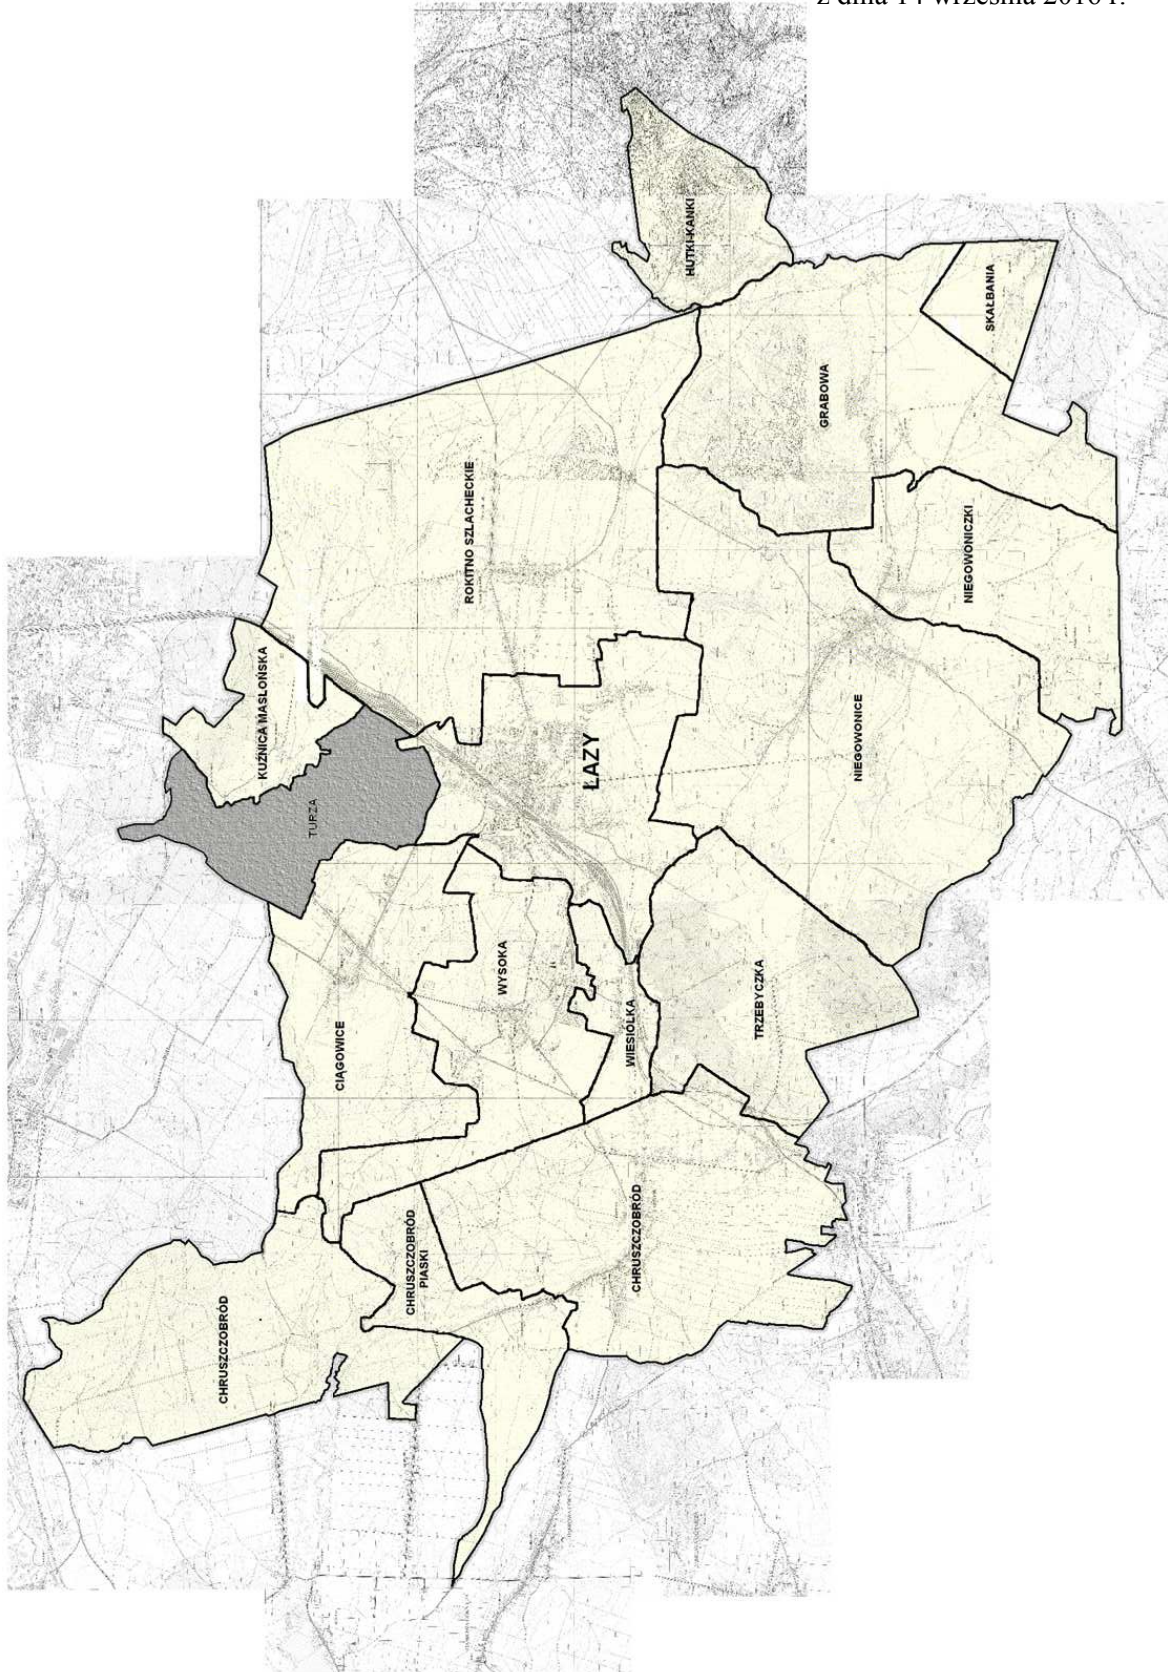 z dnia 14 września 2016 r.
HUTKI-KANKI
SKAŁBANIA
GRABOWA
ROKITNO SZLACHECKIE
NIEGOWONICZKI
KUŹNICA MASŁOŃSKA
TURZA
ŁAZY
NIEGOWONICE
CIĄGOWICE
WYSOKA
WIESIÓŁKA
TRZEBYCZKA
CHRUSZCZOBRÓD
CHRUSZCZOBRÓD
PIASKI
CHRUSZCZOBRÓD